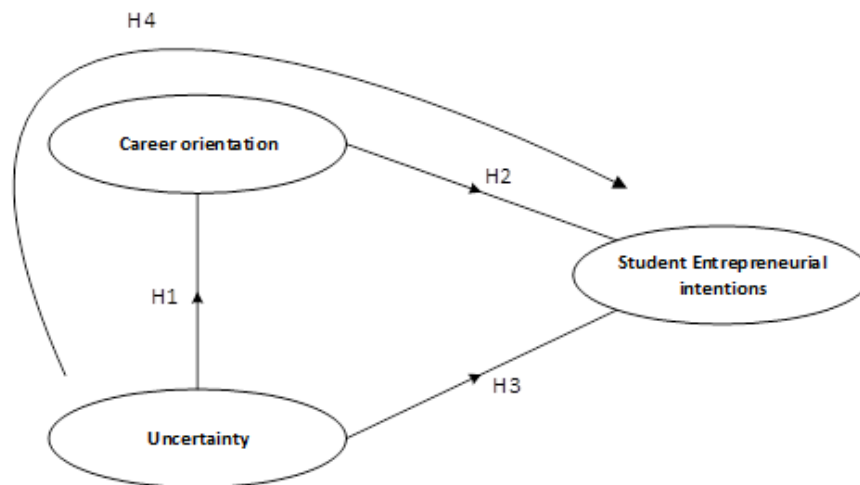 H4
Career orientation
H2
Student Entrepreneurial
intentions
H1
H3
Uncertainty